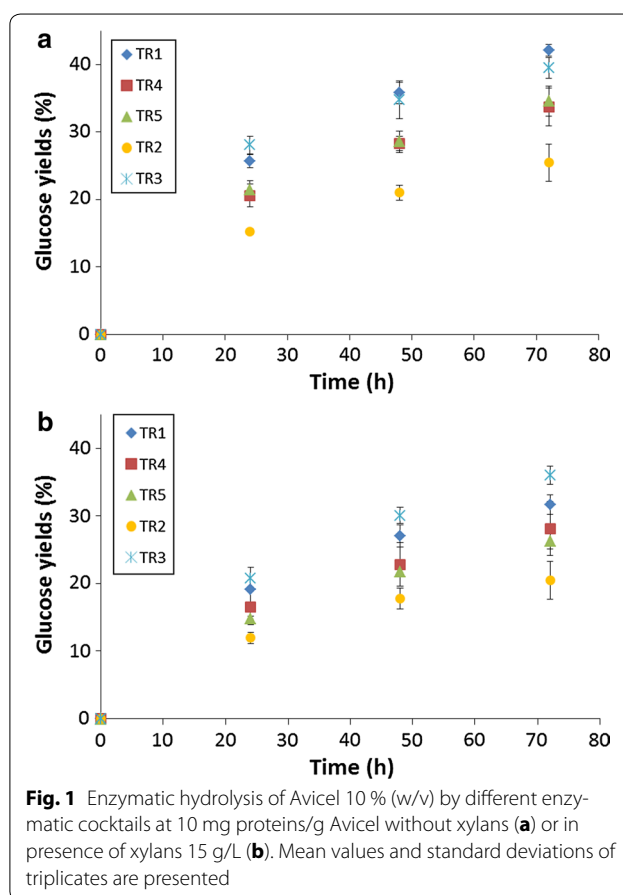 a
TR1
TR4
TR5
TR2
TR3
Glucose yields (%)
40
30
20
10
0
0 10 20 30 40 50 60 70 80
Time (h)
b
TR1
TR4
TR5
TR2
TR3
Glucose yields (%)
40
30
20
10
0
0 10 20 30 40 50 60 70 80
Time (h)
Fig. 1 Enzymatic hydrolysis of Avicel 10 % (w/v) by different enzy-
matic cocktails at 10 mg proteins/g Avicel without xylans (a) or in
presence of xylans 15 g/L (b). Mean values and standard deviations of
triplicates are presented